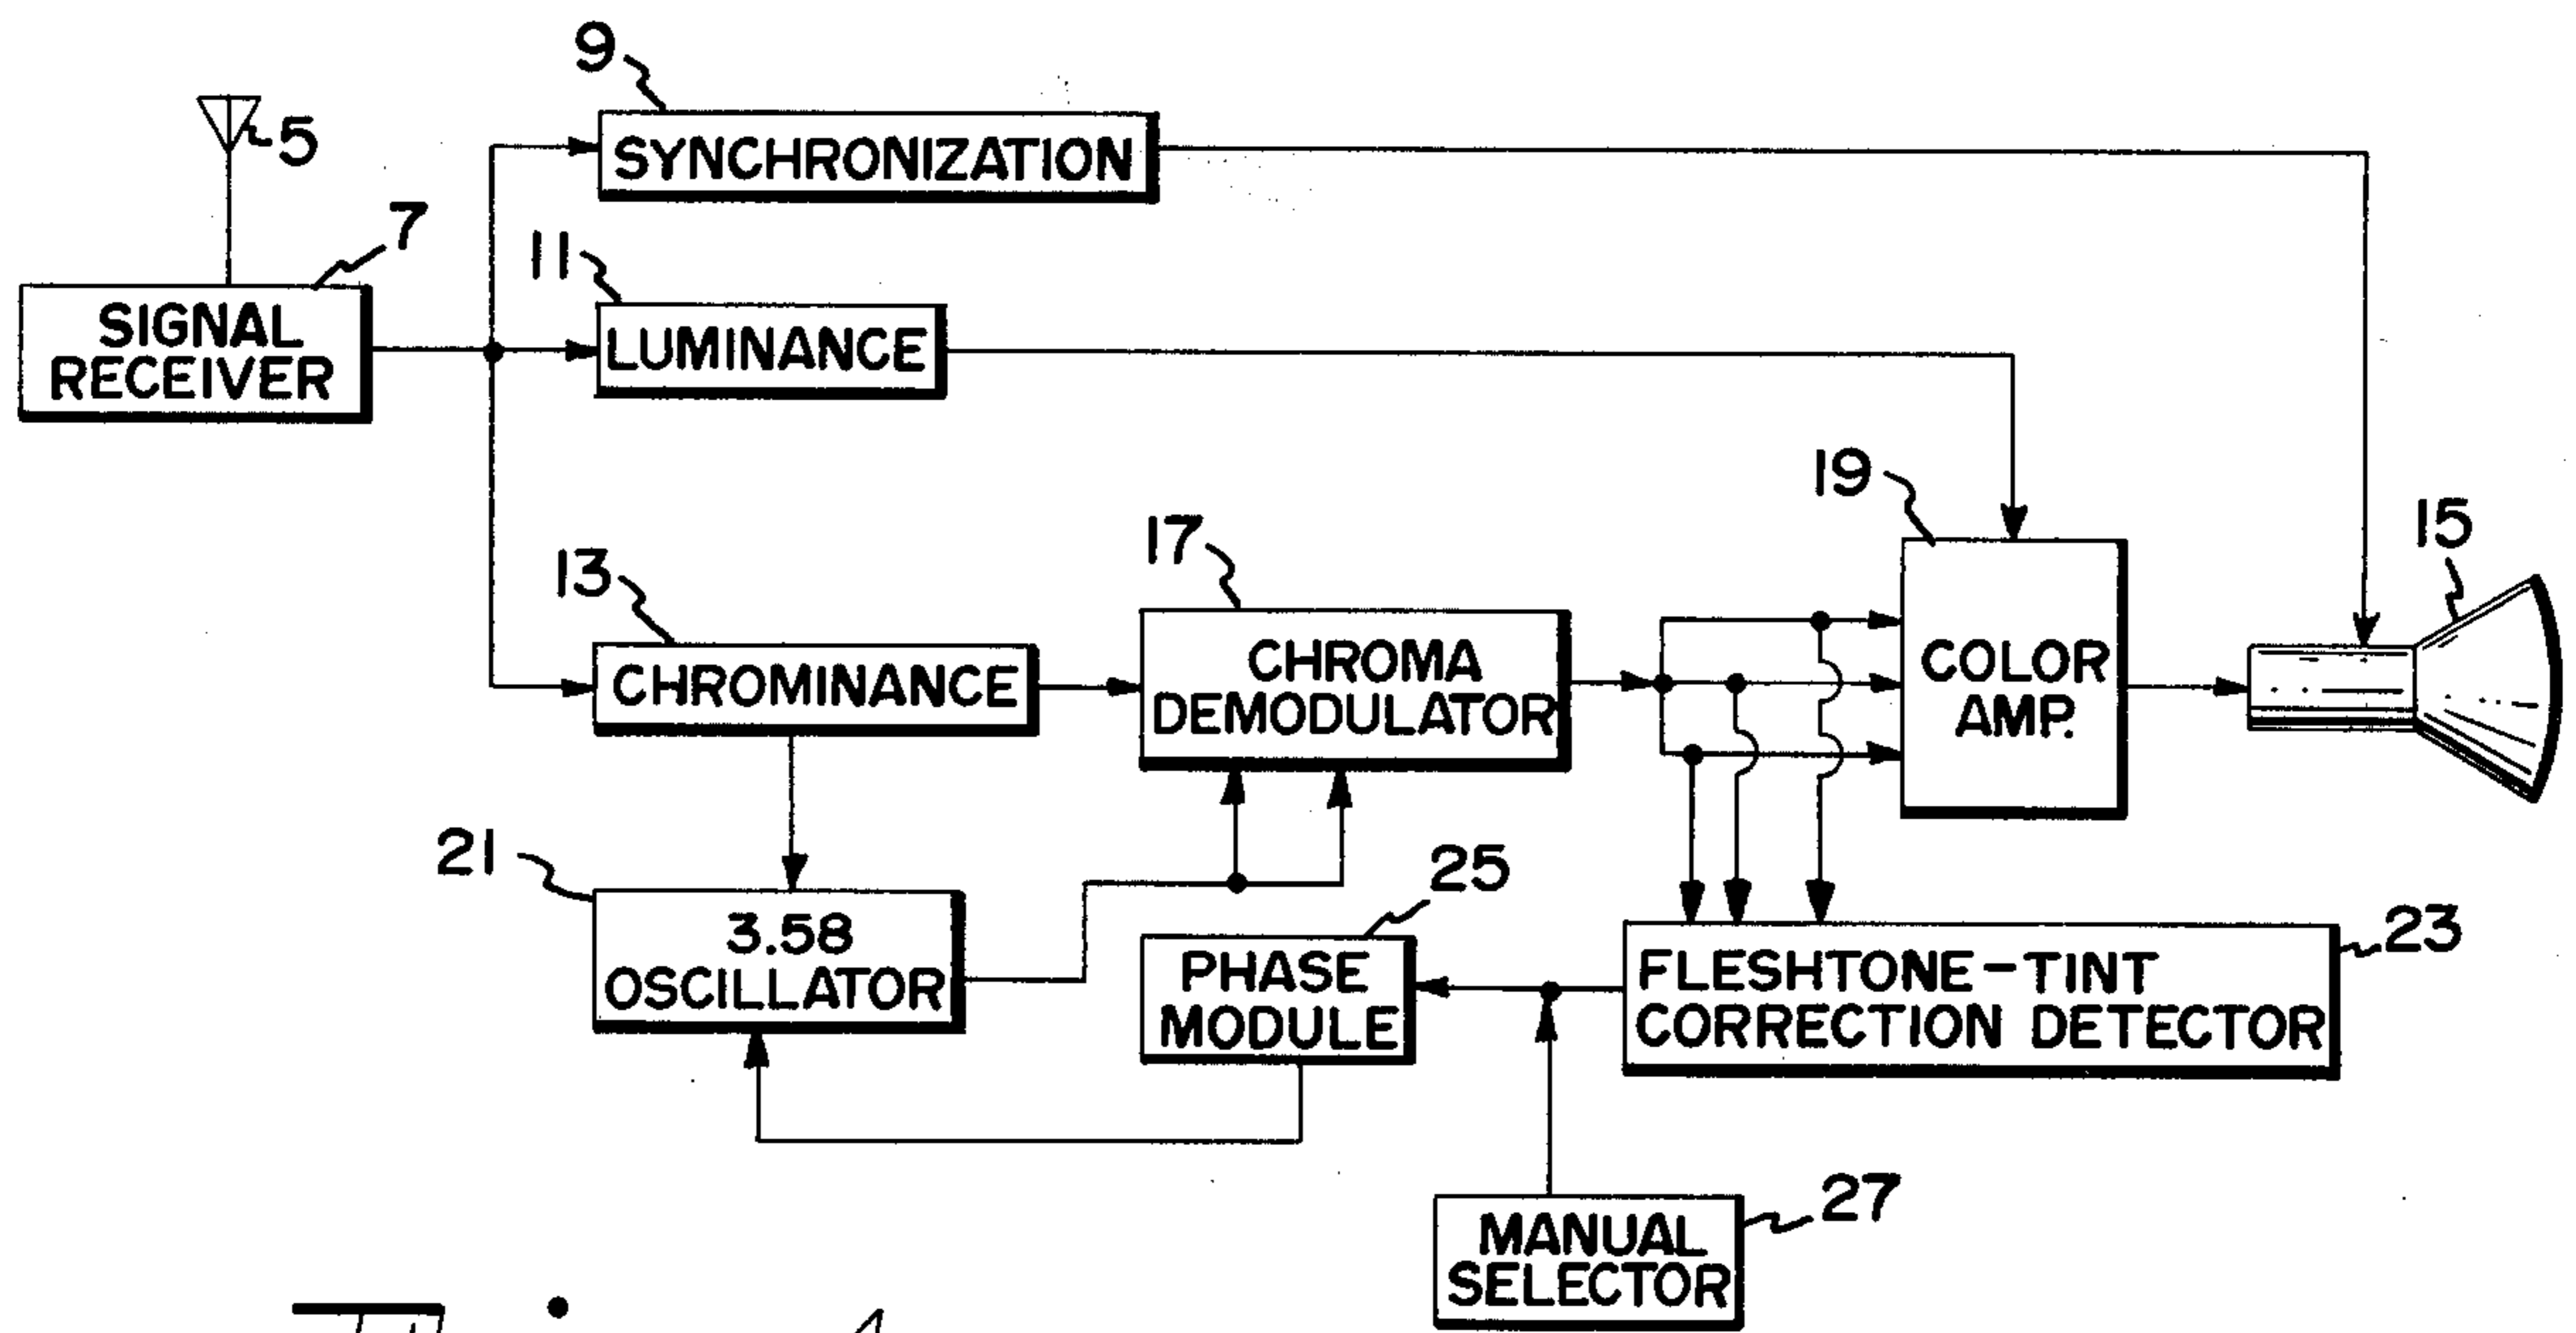 9
5
SYNCHRONIZATION
7
11
SIGNAL
RECEIVER
LUMINANCE
19
15
17
13
CHROMA
DEMODULATOR
COLOR
AMP.
CHROMINANCE
21
25
3.58
OSCILLATOR
23
PHASE
MODULE
FLESHTONE-TINT
CORRECTION DETECTOR
27
MANUAL
SELECTOR